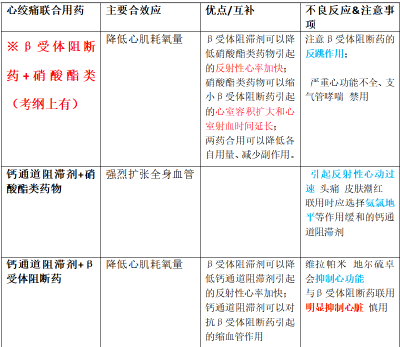 心绞痛联合用药
主要合效应
优点/互补
不良反应&注意事
项
※β受体阻断
药+硝酸酯类
(考纲上有)
降低心肌耗氧量
β受体阻滞剂可以降
低硝酸酯类药物引起
的反射性心率加快;
硝酸酯类药物可以缩
小β受体阻断药引起
的心室容积扩大和心
室射血时间延长;
两药合用可以降低各
自用量、减少副作用。
注意β受体阻断药的
反跳作用;
严重心功能不全、支
气管哮喘 禁用
钙通道阻滞剂+硝
酸酯类药物
强烈扩张全身血管
引起反射性心动过
速 头痛 皮肤潮红
联用时应选择氨氯地
平等作用缓和的钙通
道阻滞剂
钙通道阻滞剂+β
受体阻断药
降低心肌耗氧量
β受体阻滞剂可以降
低钙通道阻滞剂引起
的反射性心率加快;
钙通道阻滞剂可以对
抗β受体阻断药引起
的缩血管作用
维拉帕米 地尔硫卓
会抑制心功能
与β受体阻断药联用
明显抑制心脏 慎用